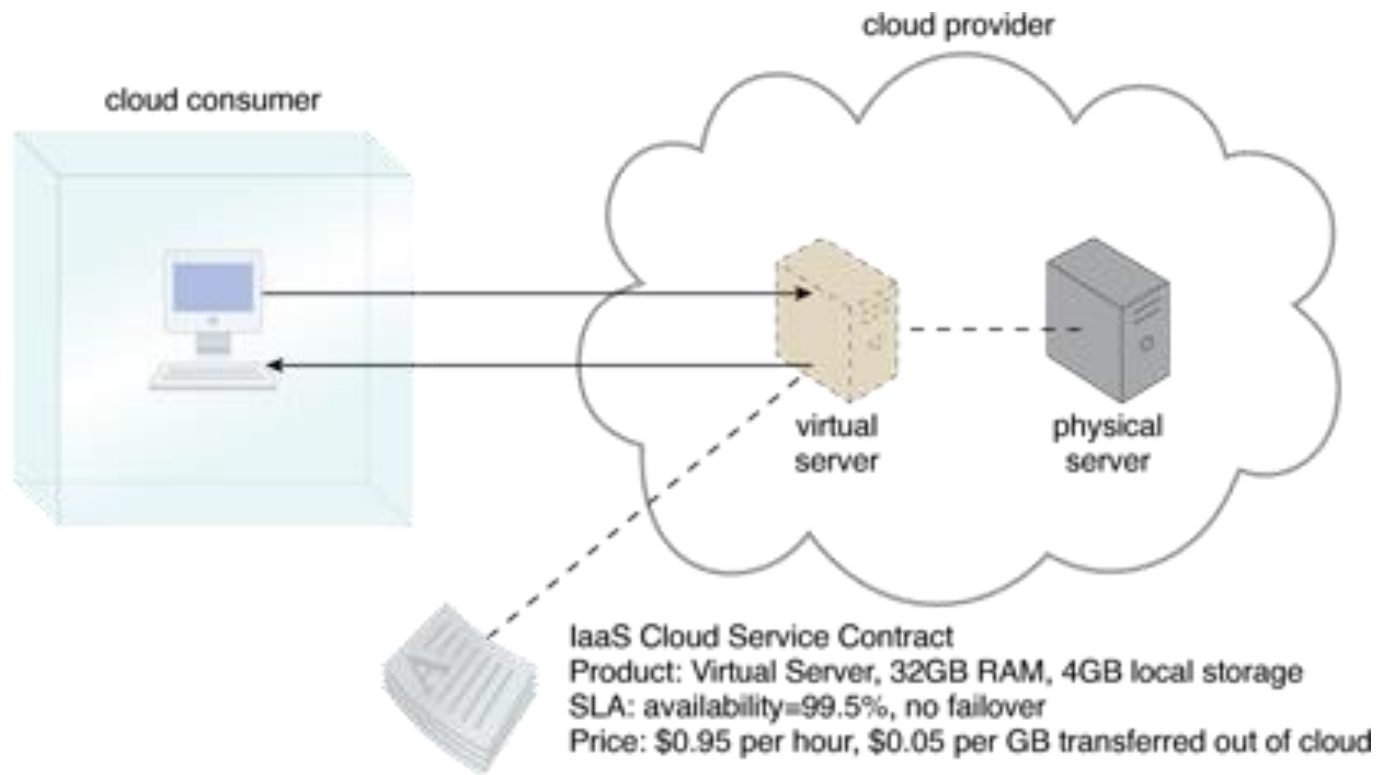 cloud provider
cloud consumer
virtual
server
physical
server
A
IaaS Cloud Service Contract
Product: Virtual Server, 32GB RAM, 4GB local storage
SLA: availability=99.5%, no failover
Price: $0.95 per hour, $0.05 per GB transferred out of cloud